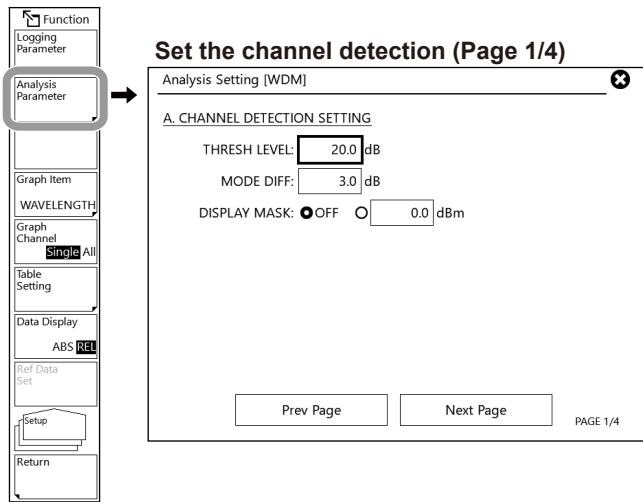 Function
Logging
Parameter
Analysis
Parameter
Graph Item
WAVELENGTH
Graph
Channel
Single All
Table
Setting
Data Display
ABS REL
Ref Data
Set
Setup
Return
Set the channel detection (Page 1/4)
Analysis Setting [WDM]
A. CHANNEL DETECTION SETTING
THRESH LEVEL: 20.0 dB
MODE DIFF: 3.0 dB
DISPLAY MASK: OFF 0.0 dBm
Prev Page Next Page PAGE 1/4